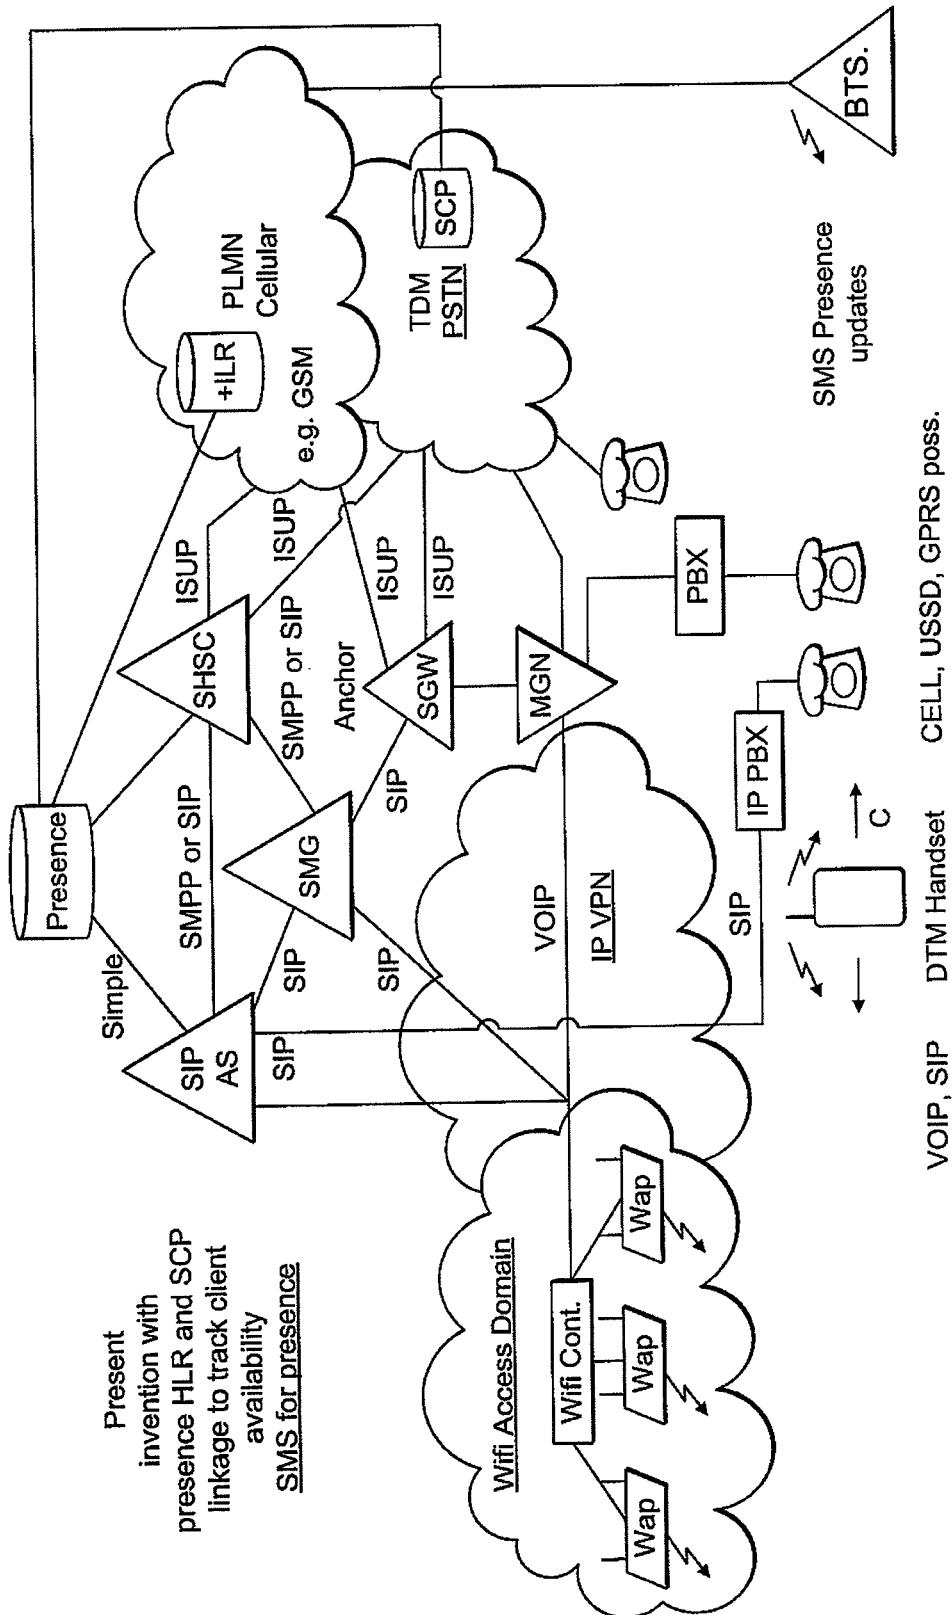 Present
invention with
presence HLR and SCP
linkage to track client
availability
SMS for presence
Presence
Simple
SIP
AS
SMPP or SIP
SHSC
ISUP
ISUP
SMPP or SIP
SIP
SMG
SIP
SIP
SIP
Anchor
SGW
ISUP
ISUP
+ILR
PLMN
Cellular
e.g. GSM
TDM
PSTN
SCP
MGN
VOIP
IP VPN
Wifi Access Domain
Wifi Cont.
Wap
Wap
Wap
SIP
IP PBX
PBX
C
BTS.
SMS Presence
updates
VOIP, SIP
DTM Handset
CELL, USSD, GPRS poss.